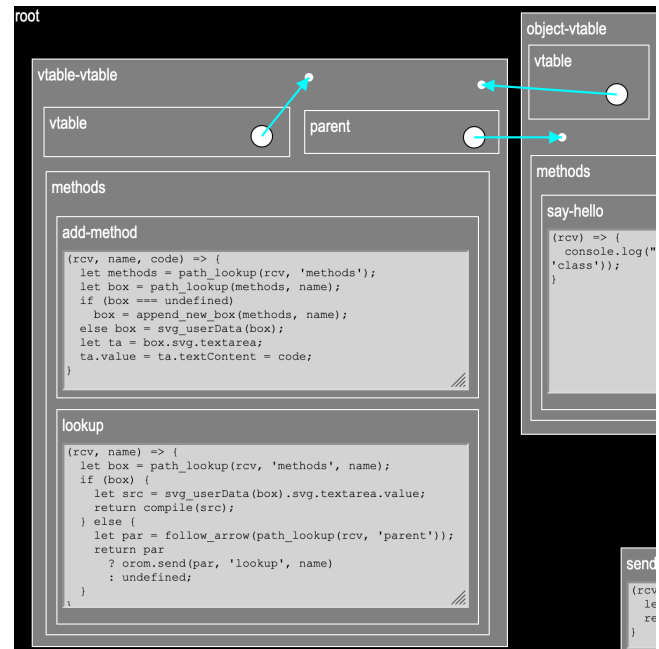 root
vtable-vtable
vtable
parent
methods
add-method
(rcv, name, code) => {
  let methods = path_lookup(rcv, 'methods');
  let box = path_lookup(methods, name);
  if (box === undefined)
    box = append_new_box(methods, name);
  else box = svg_userData(box);
  let ta = box.svg.textarea;
  ta.value = ta.textContent = code;
}
lookup
(rcv, name) => {
  let box = path_lookup(rcv, 'methods', name);
  if (box) {
    let src = svg_userData(box).svg.textarea.value;
    return compile(src);
  } else {
    let par = follow_arrow(path_lookup(rcv, 'parent'));
    return par
      ? orom.send(par, 'lookup', name)
      : undefined;
  }
}
object-vtable
vtable
methods
say-hello
(rcv) => {
  console.log("
'class'));
}
send
(rcv
  le
  re
}